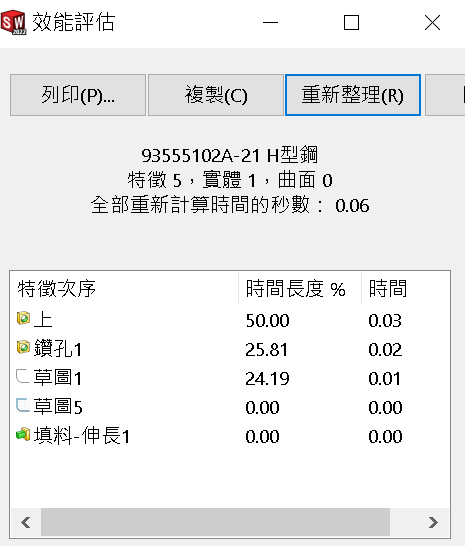 SW 2022 效能評估
列印(P)... 複製(C) 重新整理(R)
93555102A-21 H型鋼
特徵 5，實體 1，曲面 0
全部重新計算時間的秒數： 0.06
特徵次序 時間長度 % 時間
上 50.00 0.03
鑽孔1 25.81 0.02
草圖1 24.19 0.01
草圖5 0.00 0.00
填料-伸長1 0.00 0.00